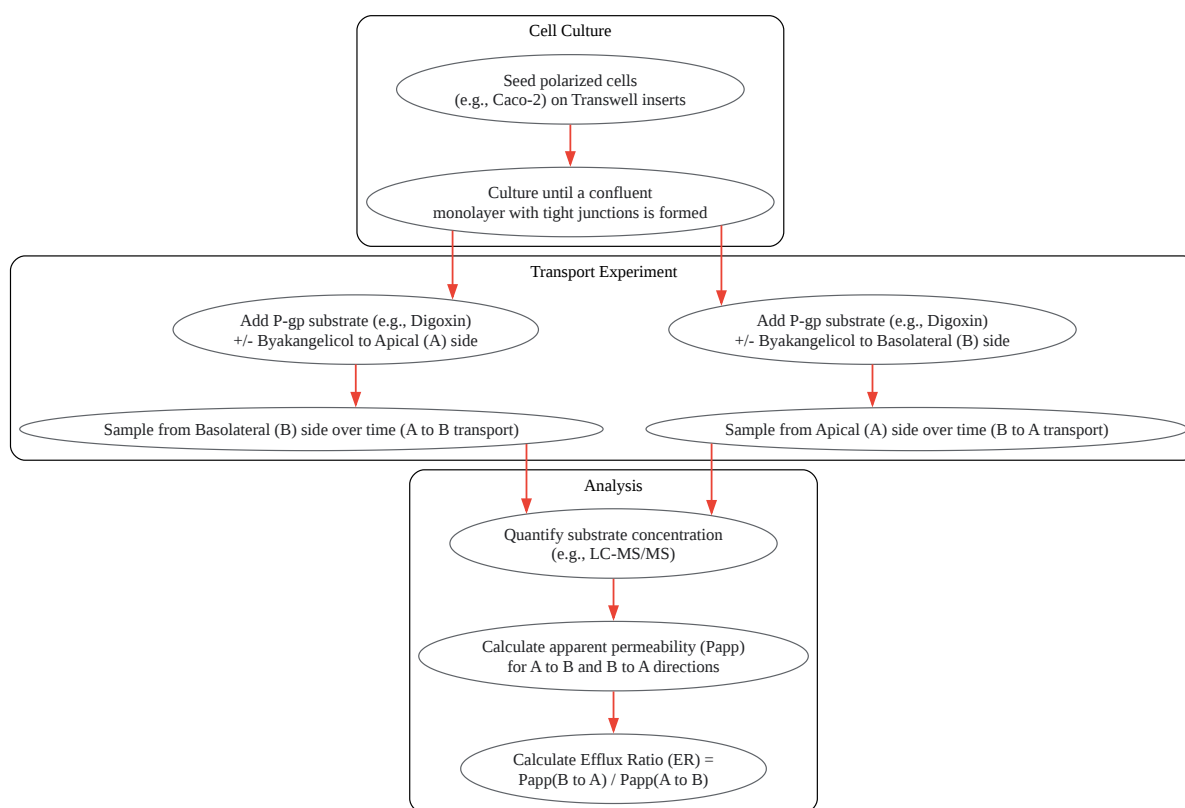 Cell Culture
Seed polarized cells
(e.g., Caco-2) on Transwell inserts
Culture until a confluent
monolayer with tight junctions is formed
Transport Experiment
Add P-gp substrate (e.g., Digoxin)
+/- Byakangelicol to Apical (A) side
Add P-gp substrate (e.g., Digoxin)
+/- Byakangelicol to Basolateral (B) side
Sample from Basolateral (B) side over time (A to B transport)
Sample from Apical (A) side over time (B to A transport)
Analysis
Quantify substrate concentration
(e.g., LC-MS/MS)
Calculate apparent permeability (Papp)
for A to B and B to A directions
Calculate Efflux Ratio (ER) =
Papp(B to A) / Papp(A to B)